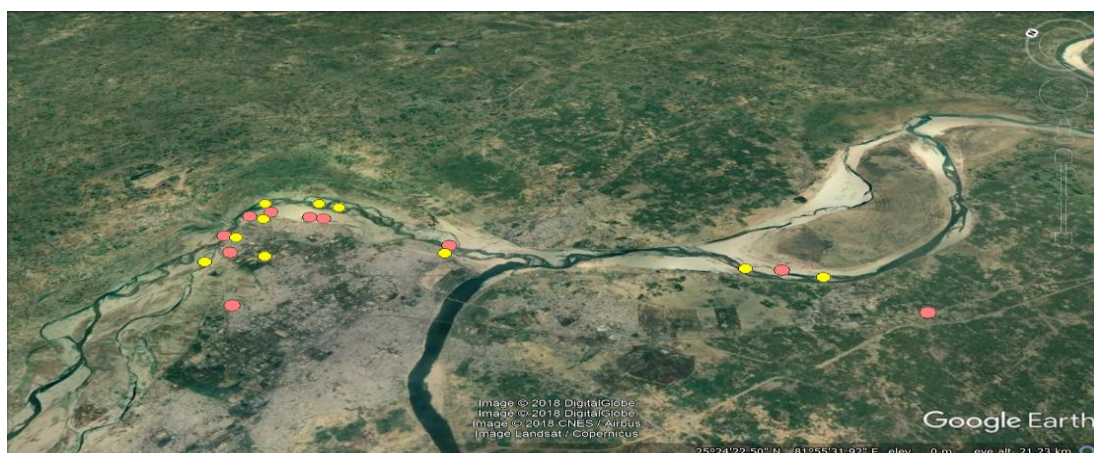 N
Image © 2018 DigitalGlobe
Image © 2018 DigitalGlobe
Image © 2018 CNES / Airbus
Image Landsat / Copernicus
Google Earth
25°24'22.50" N 81°55'31.92" E elev 0 m eye alt 21.23 km